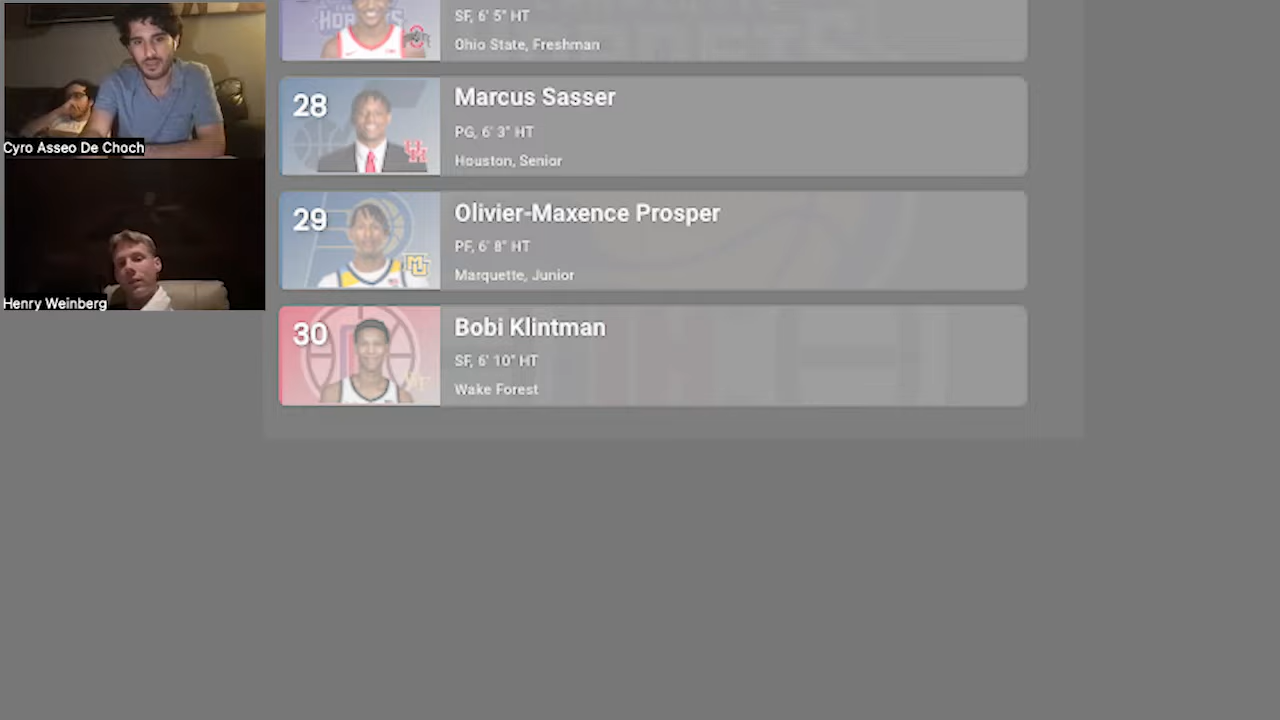 Cyro Asseo De Choch
Henry Weinberg
SF, 6' 5" HT
Ohio State, Freshman
28
Marcus Sasser
PG, 6' 3" HT
Houston, Senior
29
Olivier-Maxence Prosper
PF, 6' 8" HT
Marquette, Junior
30
Bobi Klintman
SF, 6' 10" HT
Wake Forest